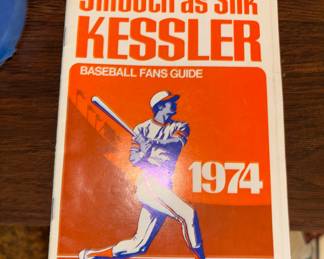 Smooth as Silk
KESSLER
BASEBALL FANS GUIDE
1974